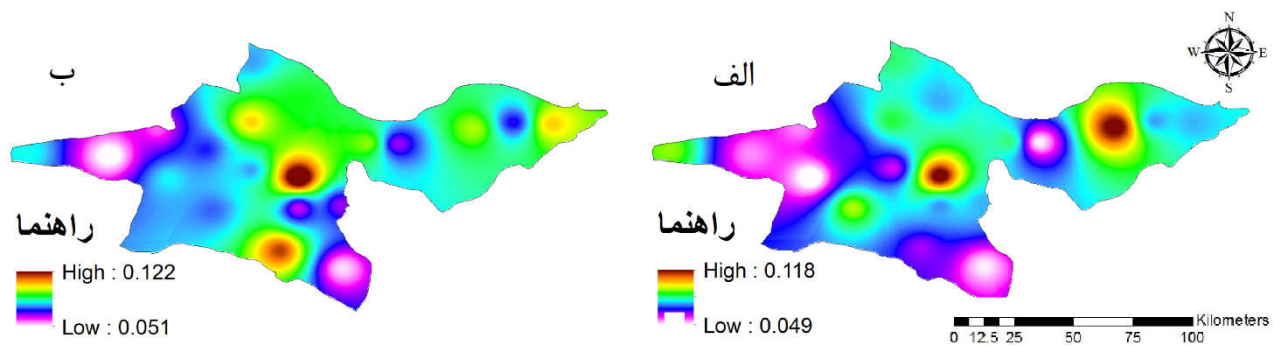 ب
راهنما
High : 0.122
Low : 0.051
الف
راهنما
High : 0.118
Low : 0.049
N
W E
S
Kilometers
0 12.5 25 50 75 100